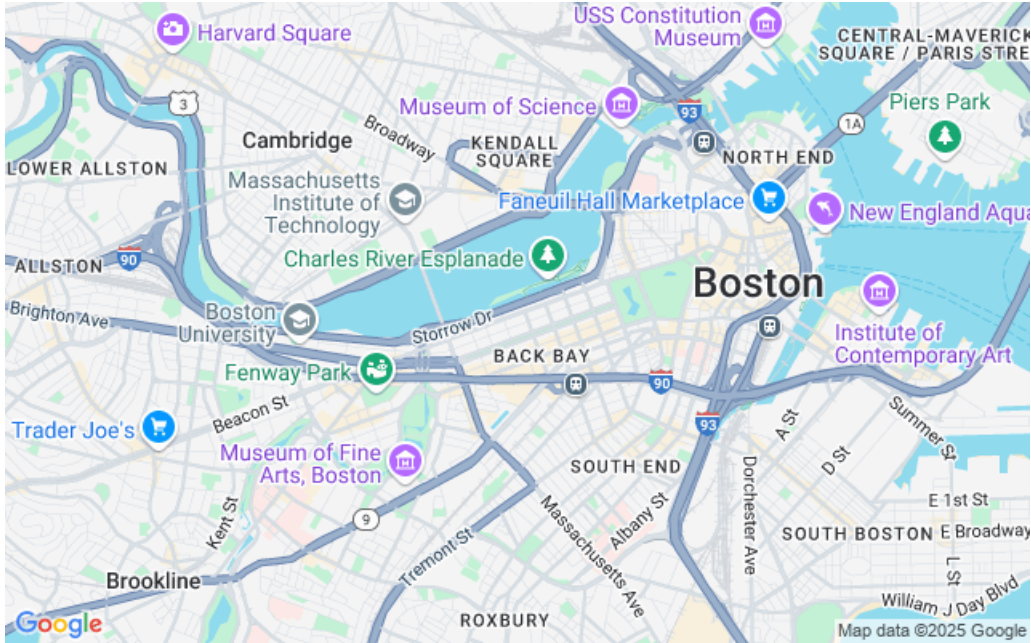 Harvard Square
USS Constitution
Museum
CENTRAL-MAVERICK
SQUARE / PARIS STRE
3
Museum of Science
93
1A
Piers Park
Broadway
Cambridge
KENDALL
SQUARE
NORTH END
LOWER ALLSTON
Massachusetts
Institute of
Technology
Faneuil Hall Marketplace
New England Aqua
ALLSTON
90
Charles River Esplanade
Boston
Brighton Ave
Boston
University
Storrow Dr
Institute of
Contemporary Art
BACK BAY
Fenway Park
90
Beacon St
93
A St
Summer St
Trader Joe's
Museum of Fine
Arts, Boston
SOUTH END
D St
Dorchester Ave
Kent St
9
Massachusetts Ave
Albany St
E 1st St
SOUTH BOSTON
E Broadway
Tremont St
L St
Brookline
William J Day Blvd
ROXBURY
Google
Map data ©2025 Google